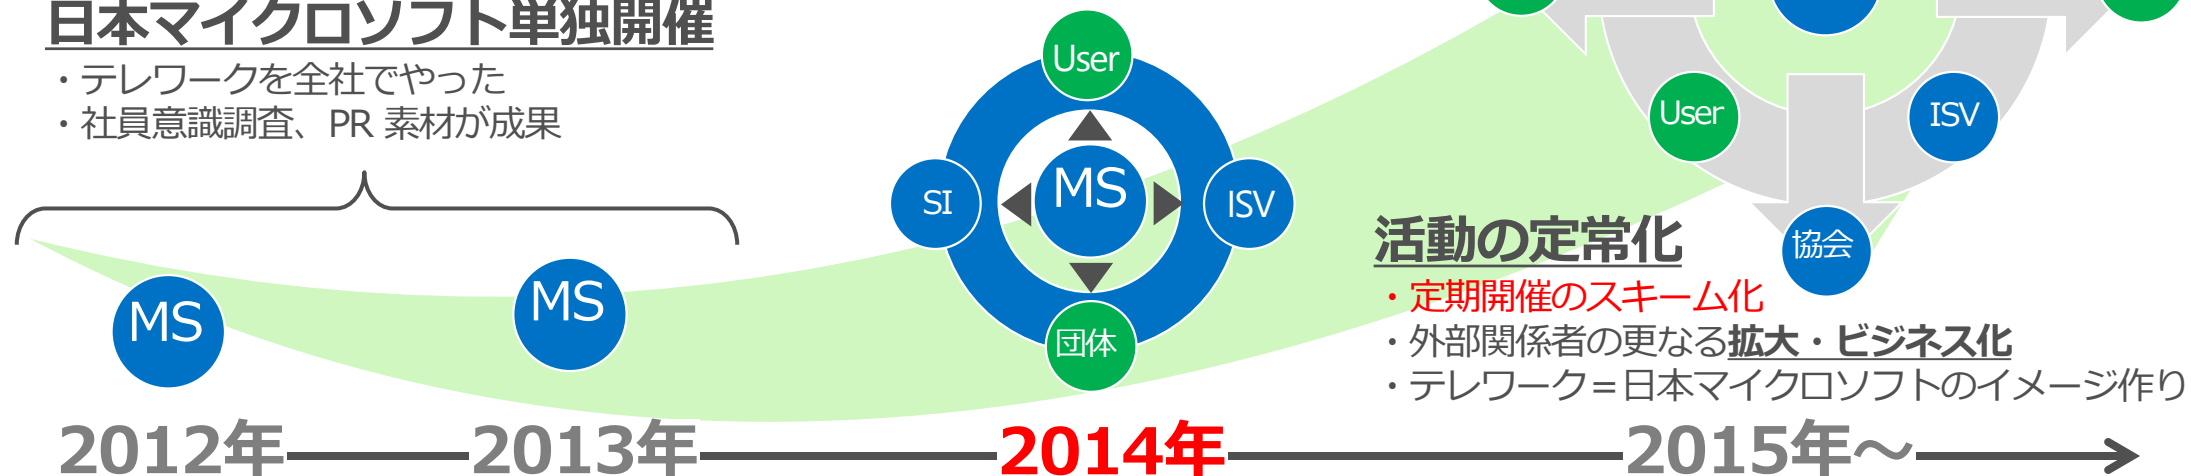 日本マイクロソフト単独開催
・テレワークを全社でやった
・社員意識調査、PR 素材が成果
MS
MS
User
SI
MS
ISV
団体
User
ISV
協会
活動の定常化
・定期開催のスキーム化
・外部関係者の更なる拡大・ビジネス化
・テレワーク＝日本マイクロソフトのイメージ作り
2012年
2013年
2014年
2015年～